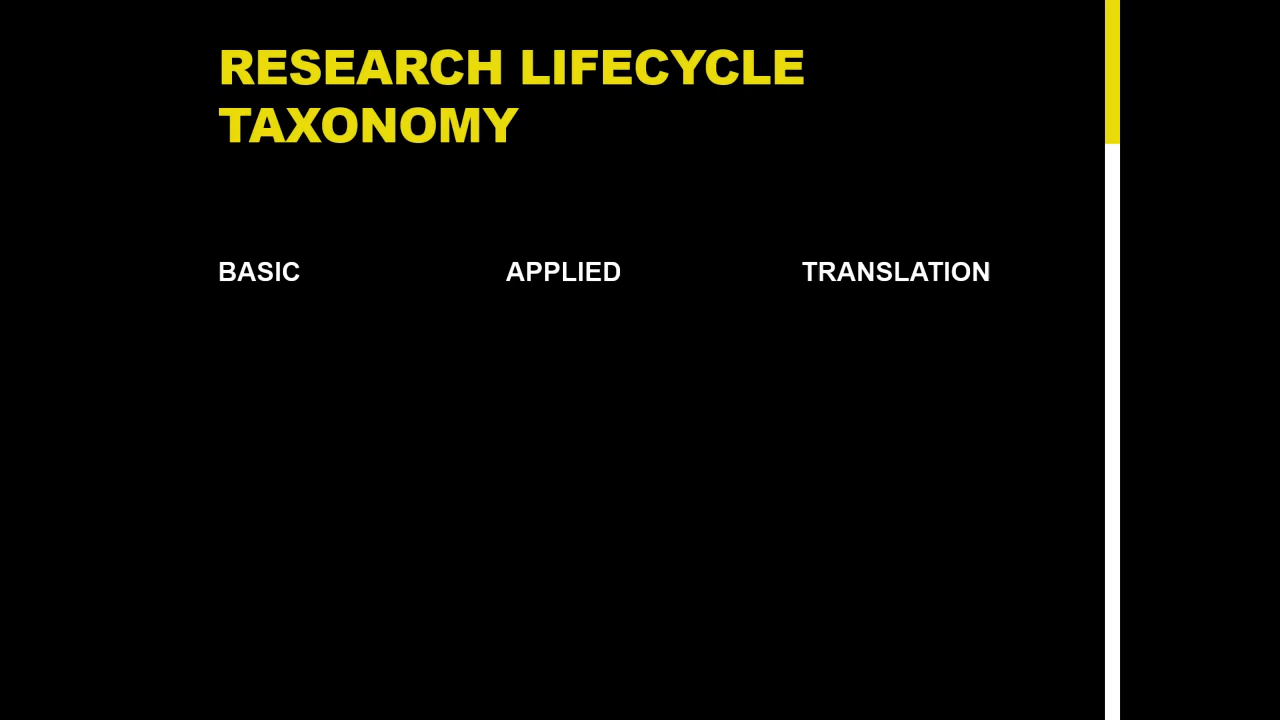 RESEARCH LIFECYCLE
TAXONOMY
BASIC
APPLIED
TRANSLATION